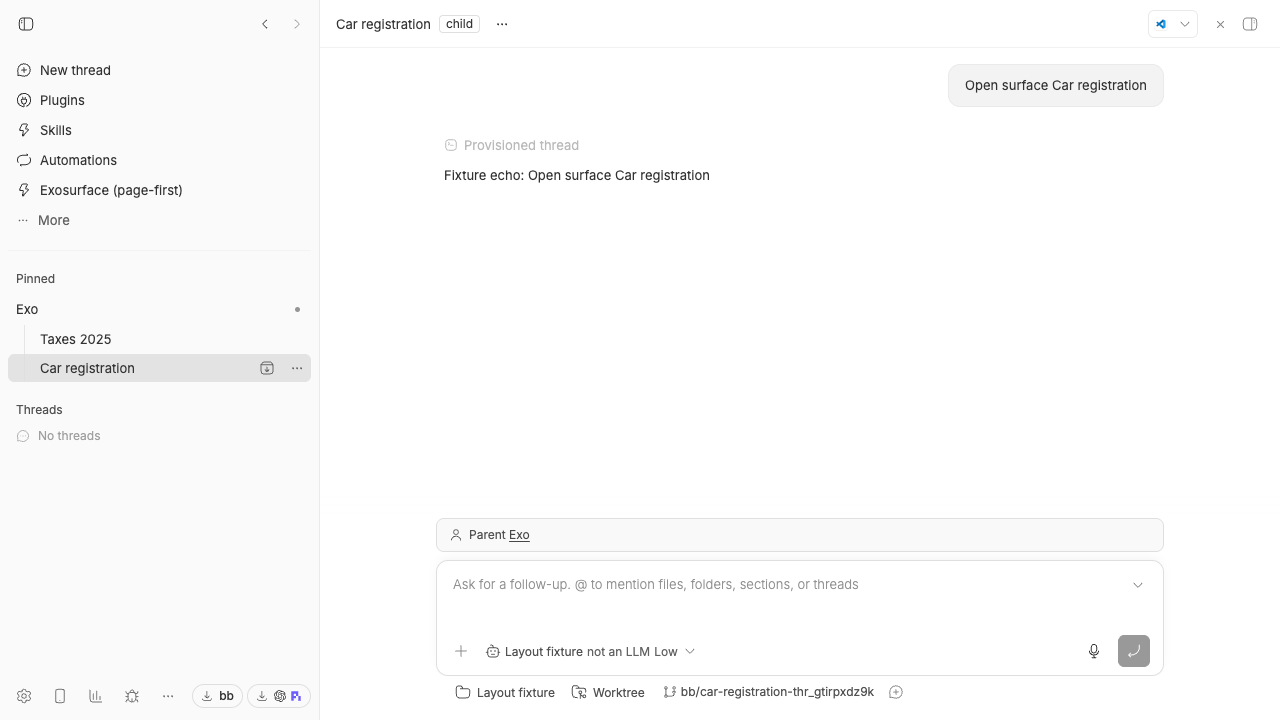 New thread
Plugins
Skills
Automations
Exosurface (page-first)
More
Pinned
Exo
Taxes 2025
Car registration
Threads
No threads
bb
Car registration child
Open surface Car registration
Provisioned thread
Fixture echo: Open surface Car registration
Parent Exo
Ask for a follow-up. @ to mention files, folders, sections, or threads
Layout fixture not an LLM Low
Layout fixture Worktree bb/car-registration-thr_gtirpxdz9k